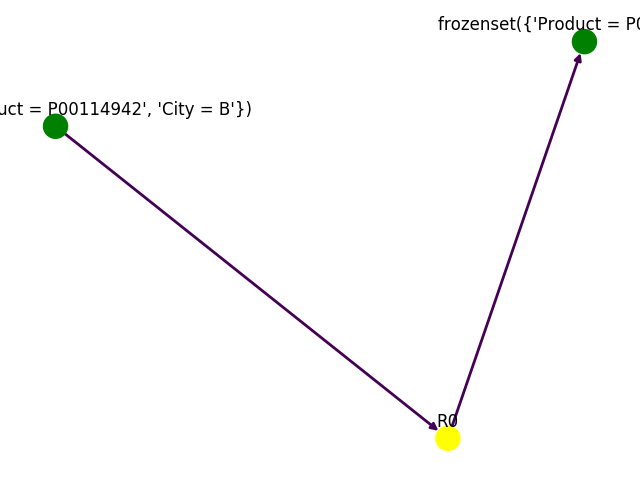 frozenset({'Product = P0
uct = P00114942', 'City = B'})
R0